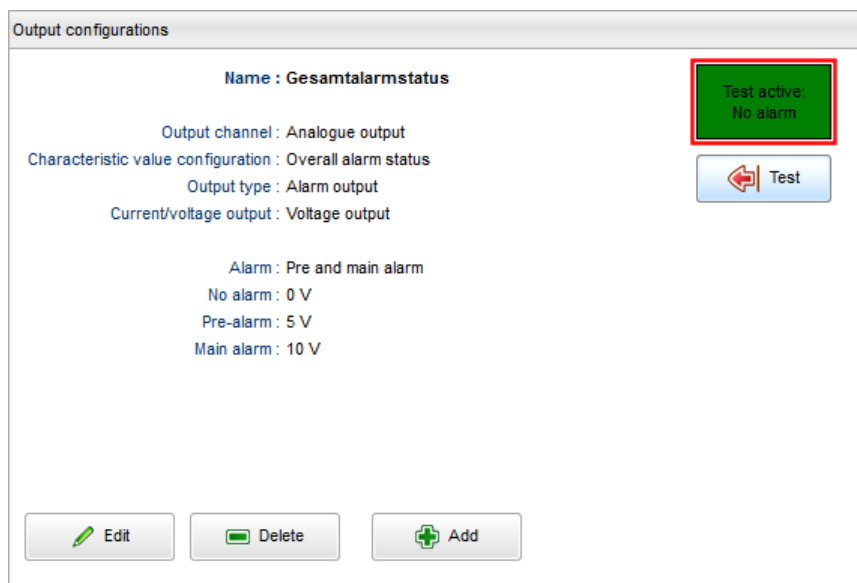 Output configurations
Name : Gesamtalarmstatus
Test active:
No alarm
Output channel : Analogue output
Characteristic value configuration : Overall alarm status
Test
Output type : Alarm output
Current/voltage output : Voltage output
Alarm : Pre and main alarm
No alarm : 0 V
Pre-alarm : 5 V
Main alarm : 10 V
Edit
Delete
Add